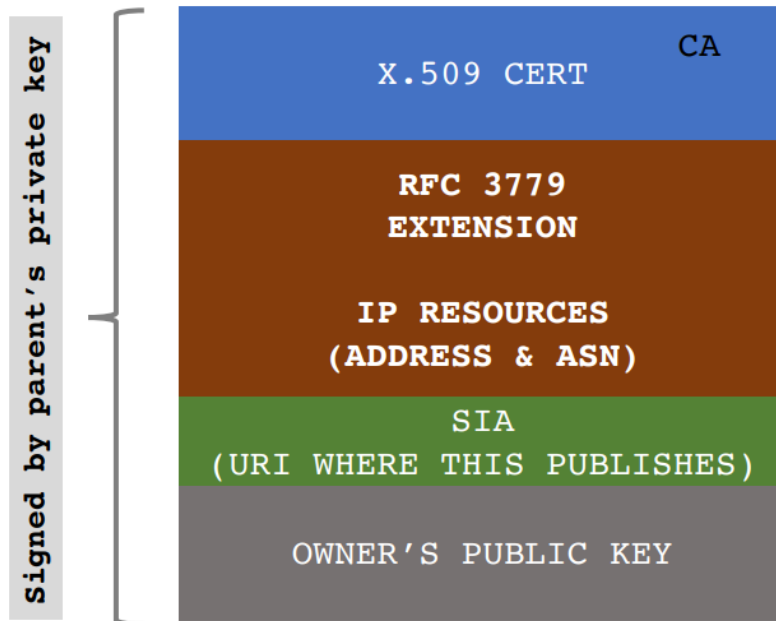 Signed by parent's private key
CA
X.509 CERT
RFC 3779
EXTENSION
IP RESOURCES
(ADDRESS & ASN)
SIA
(URI WHERE THIS PUBLISHES)
OWNER'S PUBLIC KEY